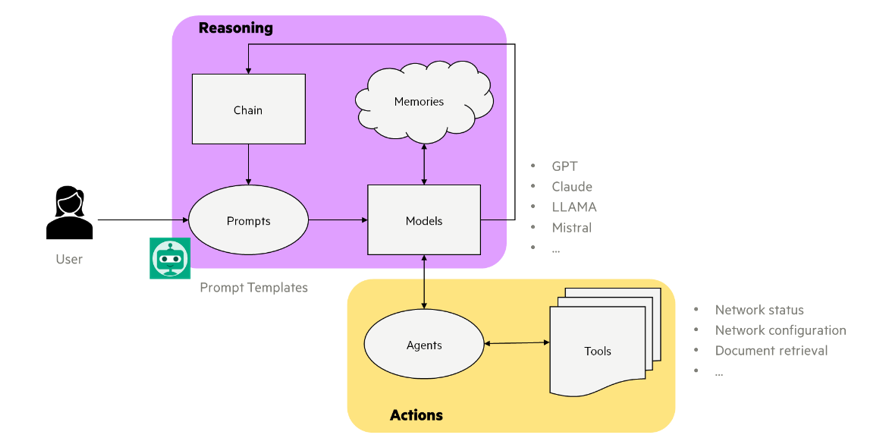 Reasoning
Chain
Memories
User
Prompts
Models
Prompt Templates
• GPT
• Claude
• LLAMA
• Mistral
• ...
Agents
Tools
Actions
• Network status
• Network configuration
• Document retrieval
• ...